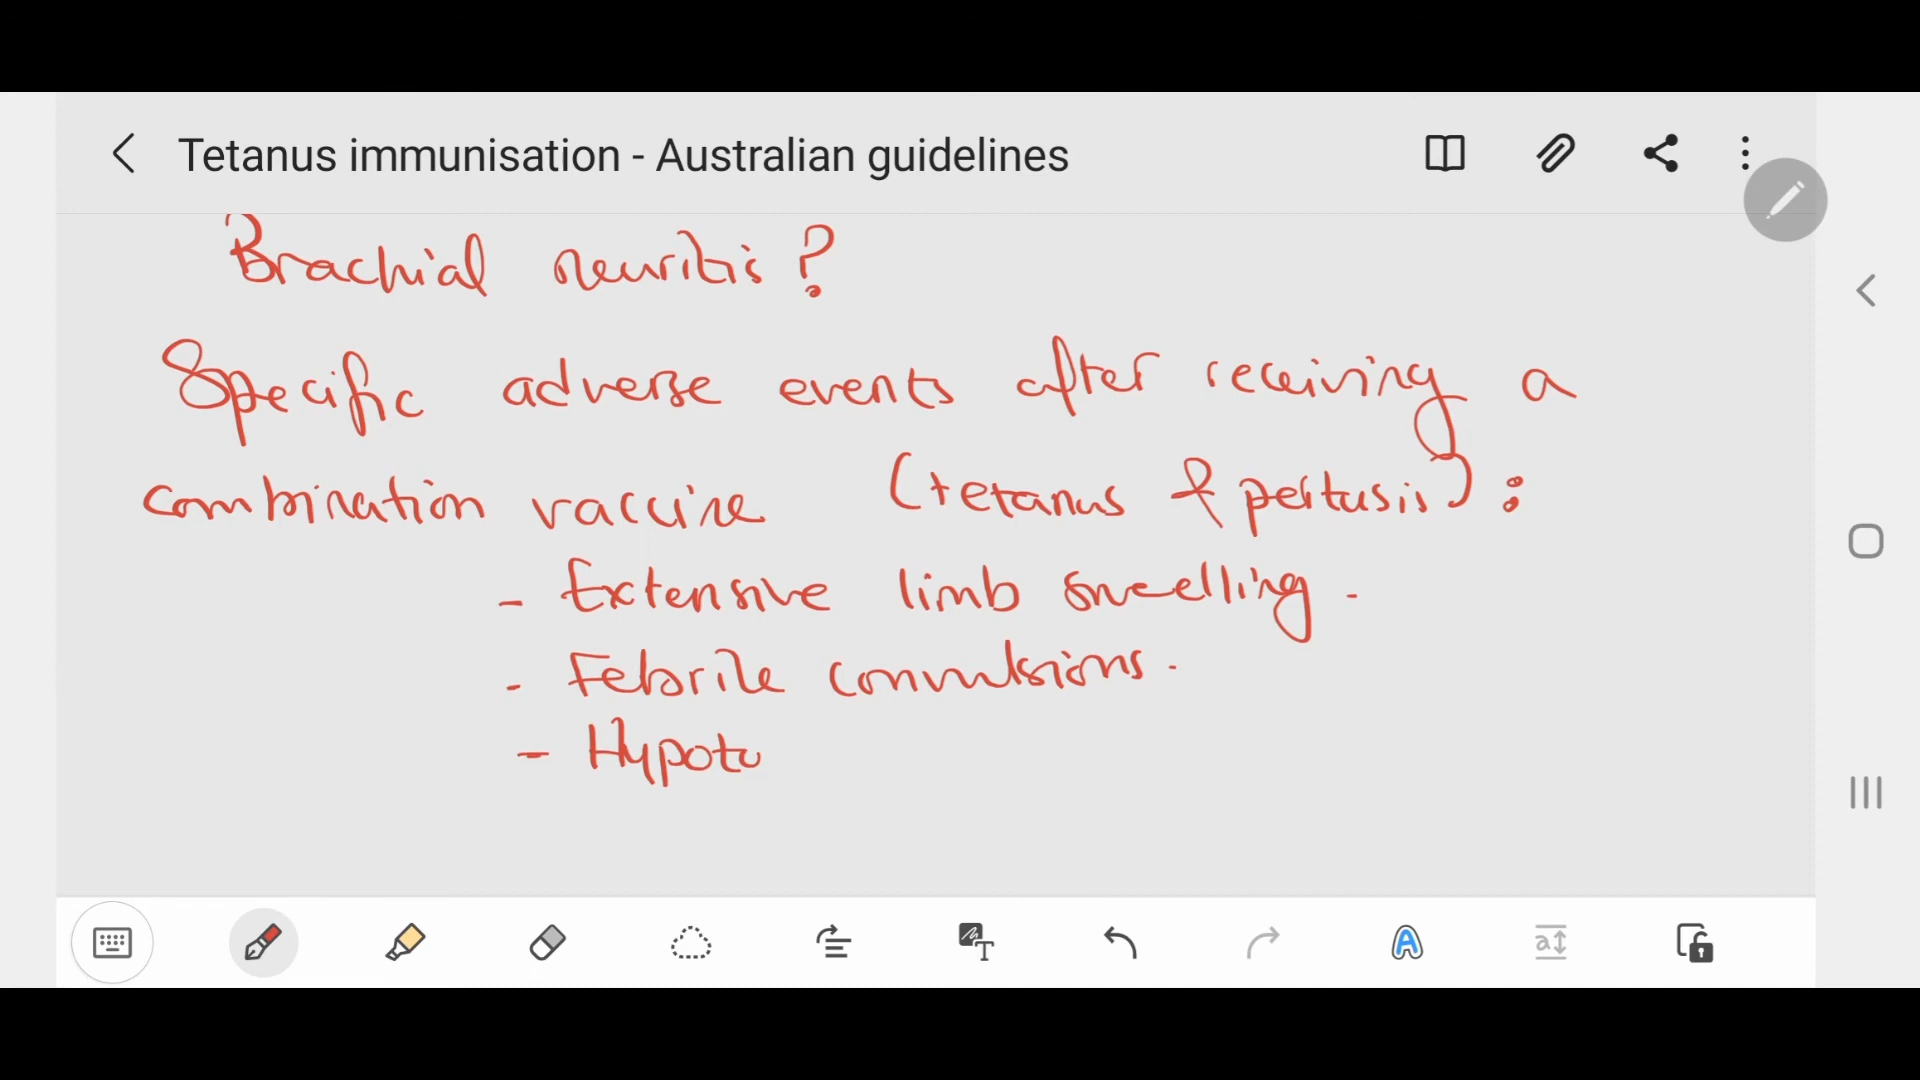 Tetanus immunisation - Australian guidelines
Brachial neuritis?
Specific adverse events after receiving a
combination vaccine (tetanus & pertusis):
- Extensive limb swelling.
- Febrile convulsions.
- Hypoto